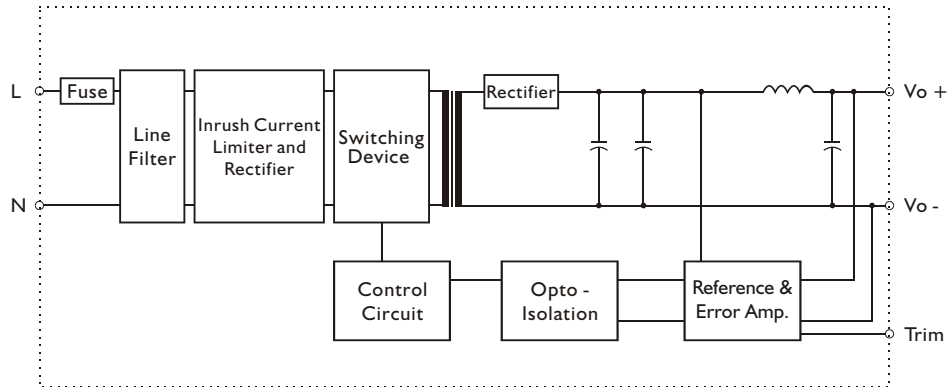 L
Fuse
Line
Filter
Inrush Current
Limiter and
Rectifier
Switching
Device
Rectifier
Vo +
N
Vo -
Control
Circuit
Opto -
Isolation
Reference &
Error Amp.
Trim